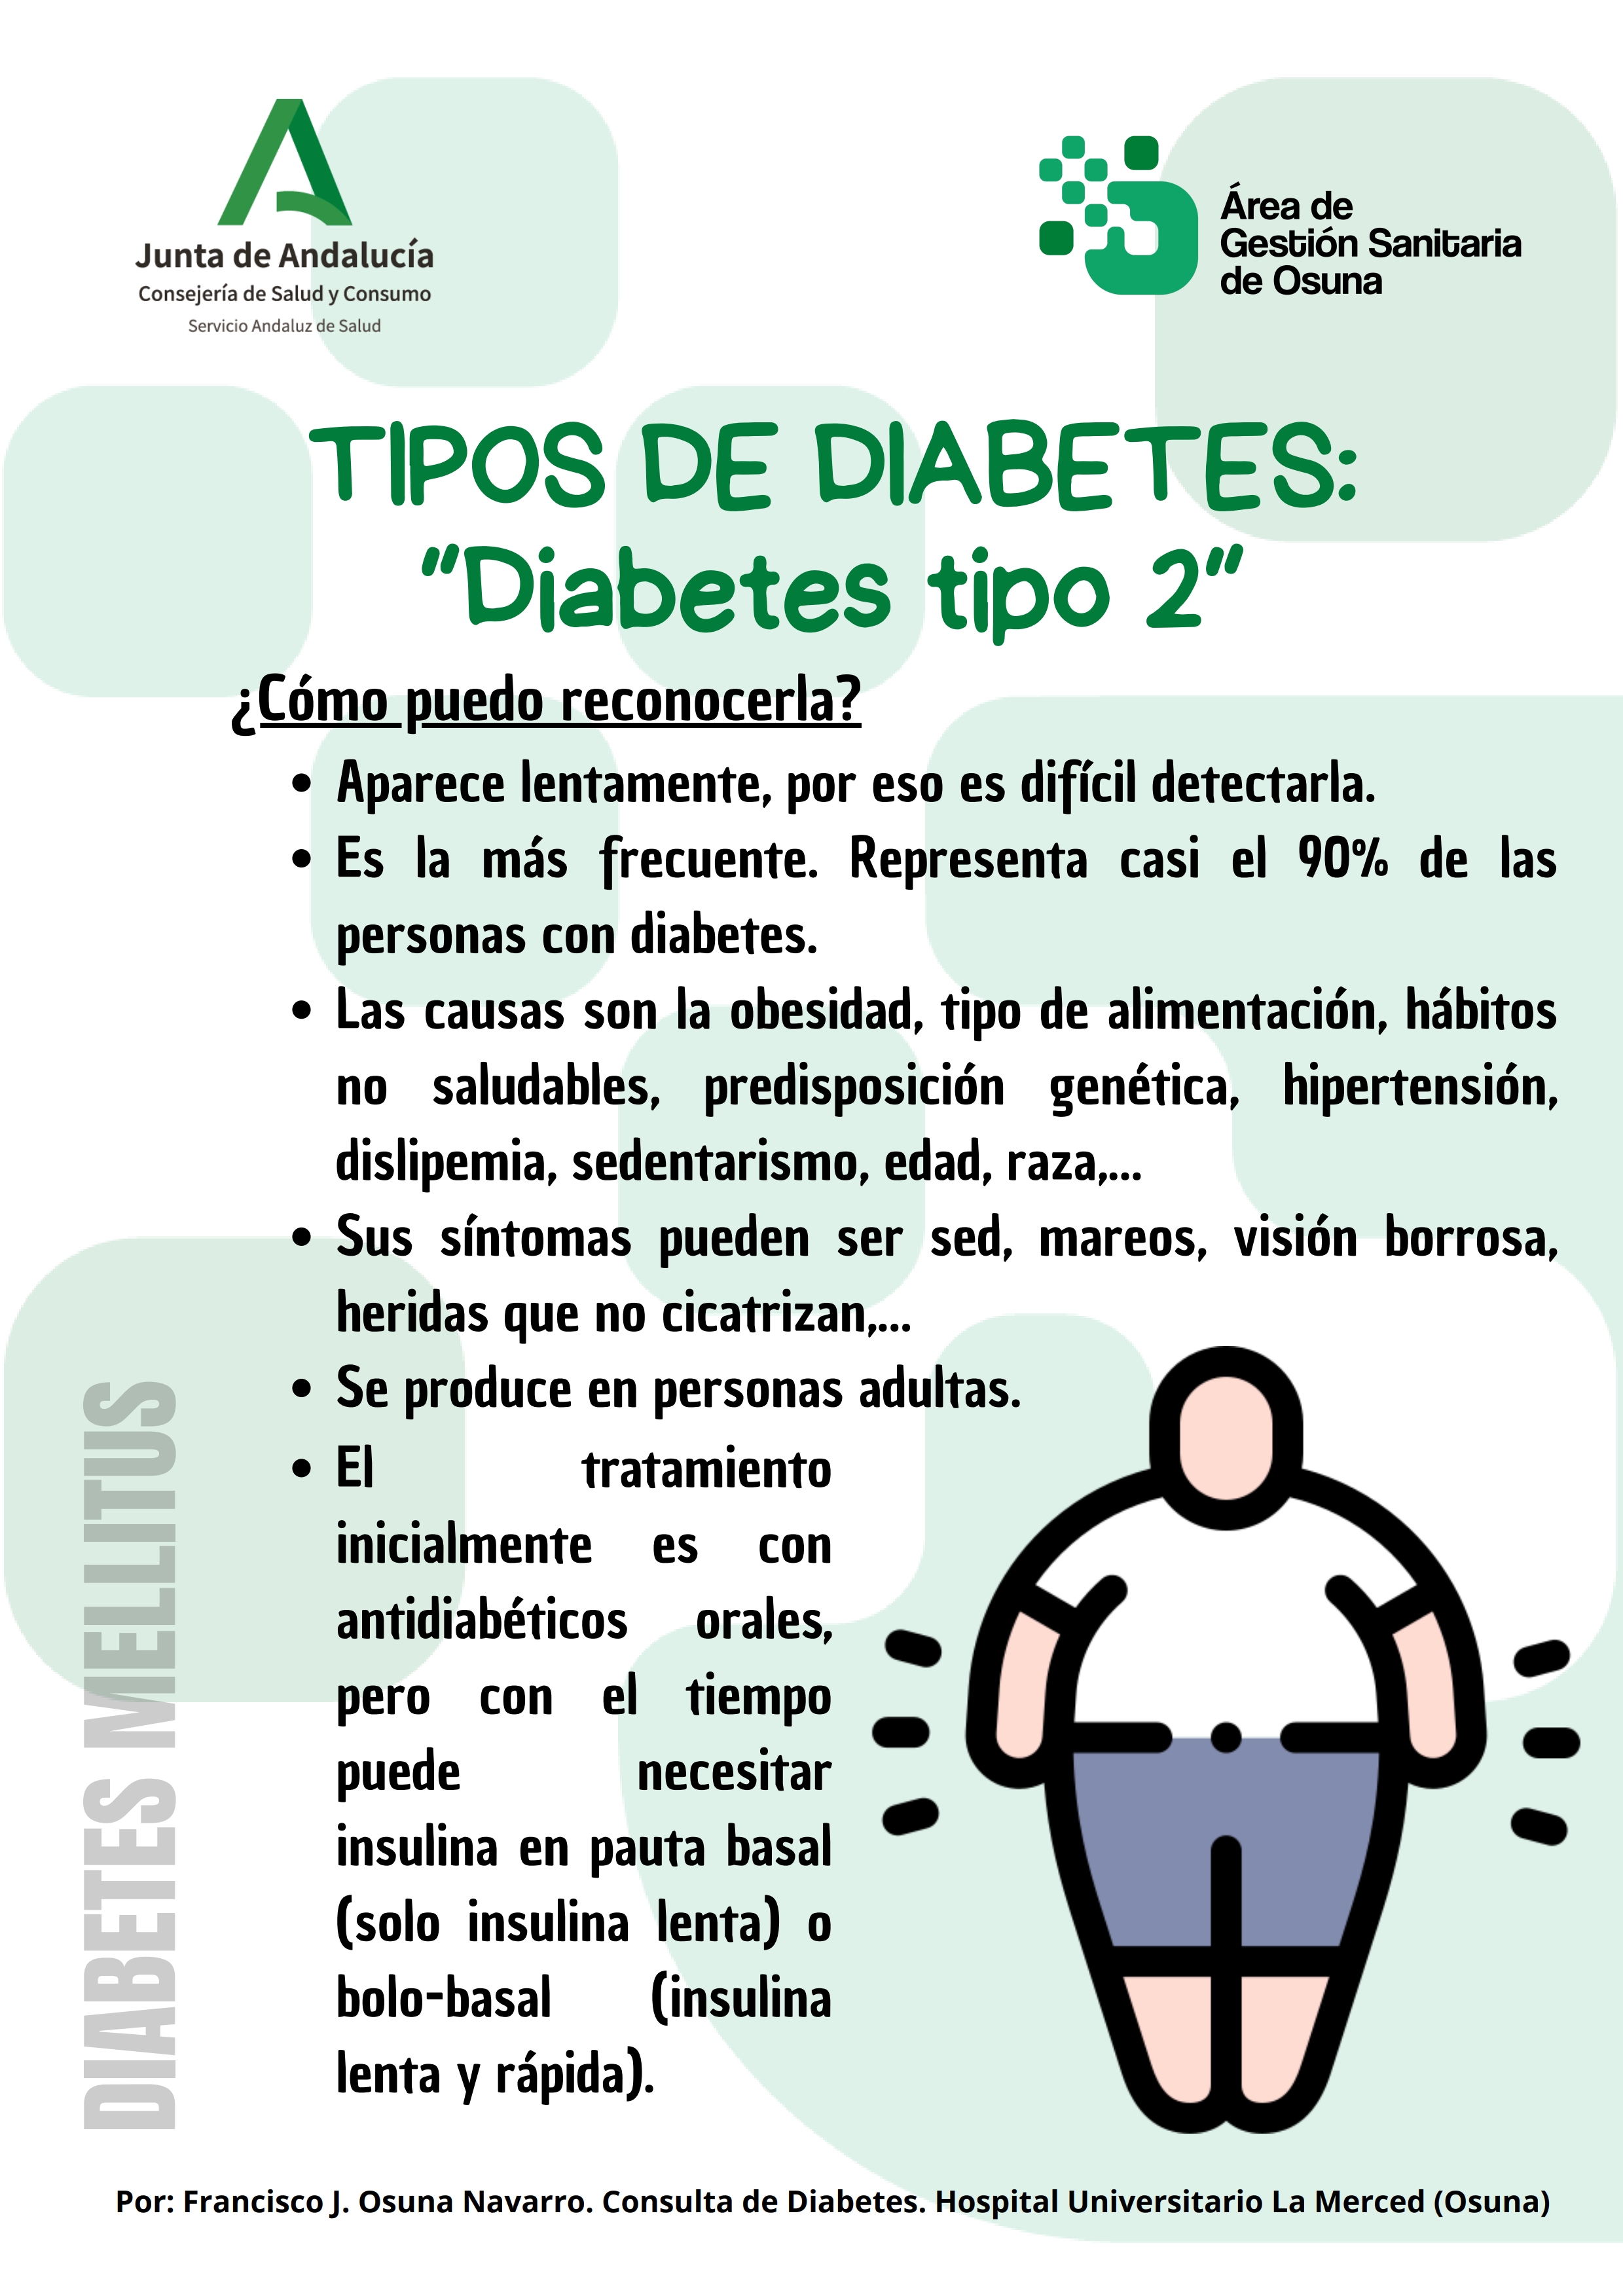 Junta de Andalucía
Consejería de Salud y Consumo
Servicio Andaluz de Salud
Área de
Gestión Sanitaria
de Osuna
TIPOS DE DIABETES:
"Diabetes tipo 2"
¿Cómo puedo reconocerla?
• Aparece lentamente, por eso es difícil detectarla.
• Es la más frecuente. Representa casi el 90% de las
personas con diabetes.
• Las causas son la obesidad, tipo de alimentación, hábitos
no saludables, predisposición genética, hipertensión,
dislipemia, sedentarismo, edad, raza,...
• Sus síntomas pueden ser sed, mareos, visión borrosa,
heridas que no cicatrizan,...
• Se produce en personas adultas.
• El tratamiento
inicialmente es con
antidiabéticos orales,
pero con el tiempo
puede necesitar
insulina en pauta basal
(solo insulina lenta) o
bolo-basal (insulina
lenta y rápida).
DIABETES MELLITUS
Por: Francisco J. Osuna Navarro. Consulta de Diabetes. Hospital Universitario La Merced (Osuna)